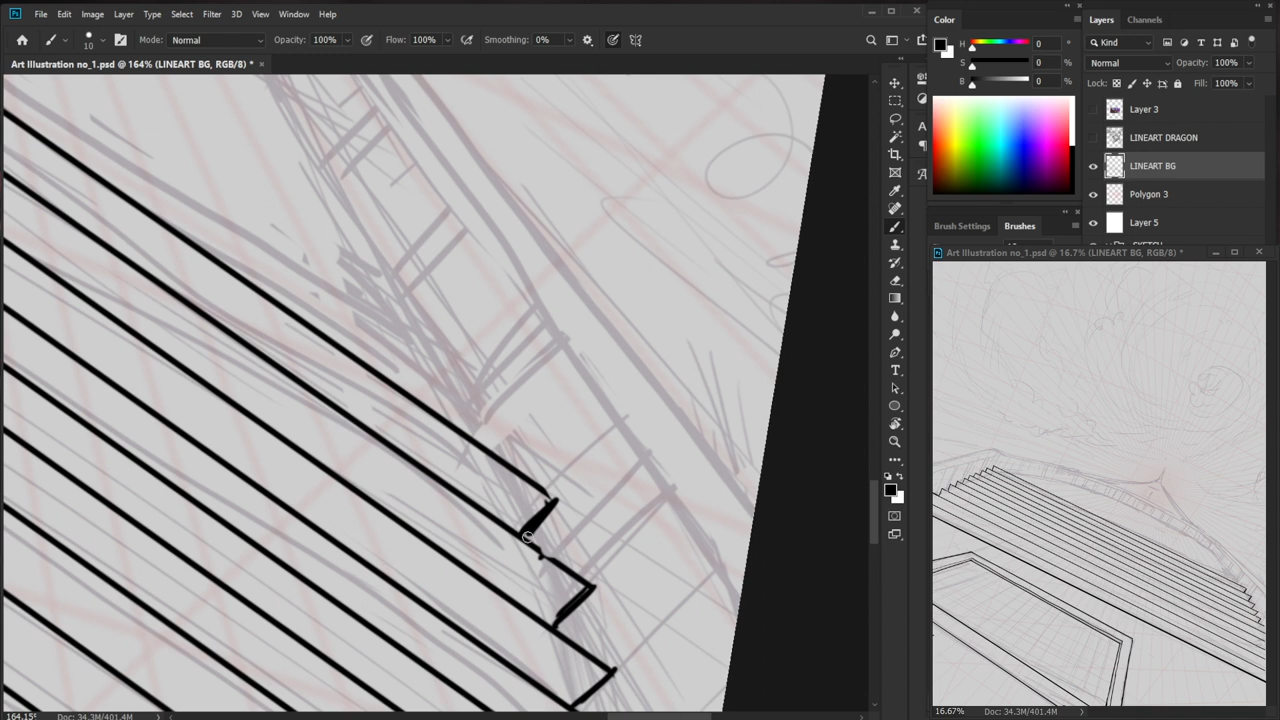 Ps File Edit Image Layer Type Select Filter 3D View Window Help
10 Mode: Normal Opacity: 100% Flow: 100% Smoothing: 0%
Art Illustration no_1.psd @ 164% (LINEART BG, RGB/8) * ×
Color
H 0 °
S 0 %
B 0 %
Brush Settings Brushes
Layers Channels
Kind
Normal Opacity: 100%
Lock: Fill: 100%
Layer 3
LINEART DRAGON
LINEART BG
Polygon 3
Layer 5
Art Illustration no_1.psd @ 16.7% (LINEART BG, RGB/8) *
16.67% Doc: 34.3M/401.4M
164.15% Doc: 34.3M/401.4M